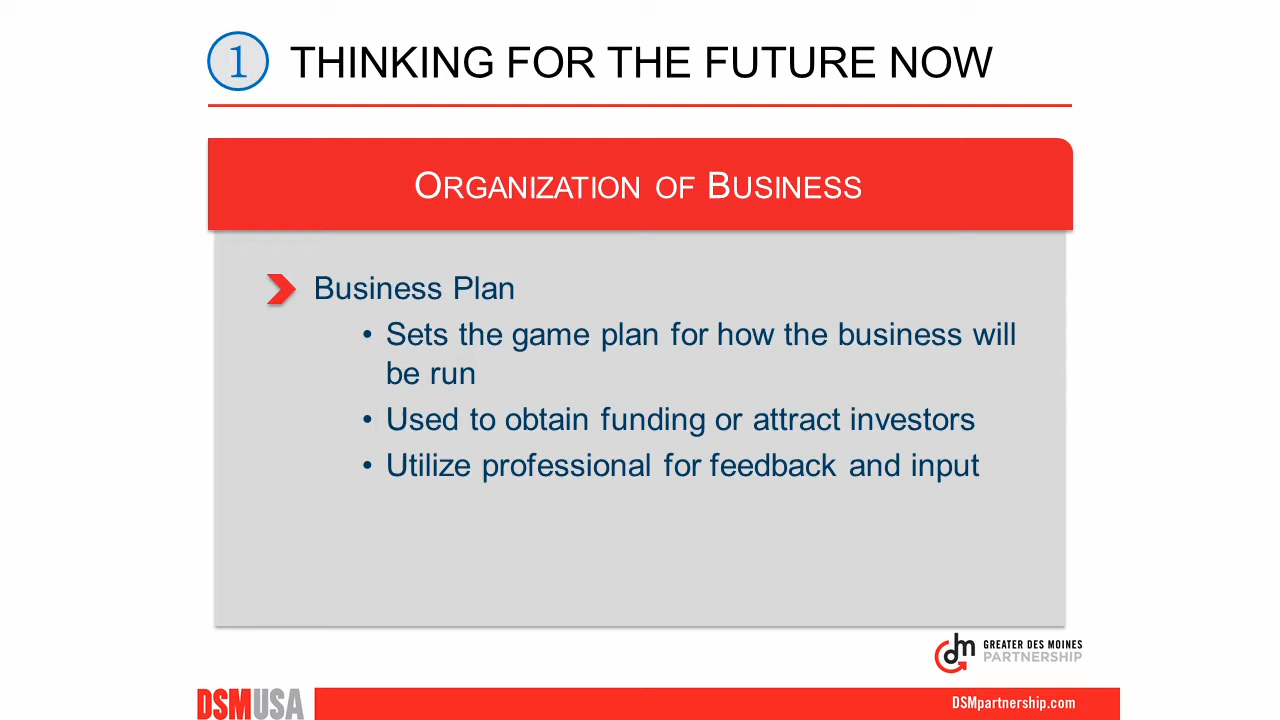 1 THINKING FOR THE FUTURE NOW
ORGANIZATION OF BUSINESS
Business Plan
• Sets the game plan for how the business will
be run
• Used to obtain funding or attract investors
• Utilize professional for feedback and input
dm GREATER DES MOINES
PARTNERSHIP
DSMUSA DSMpartnership.com